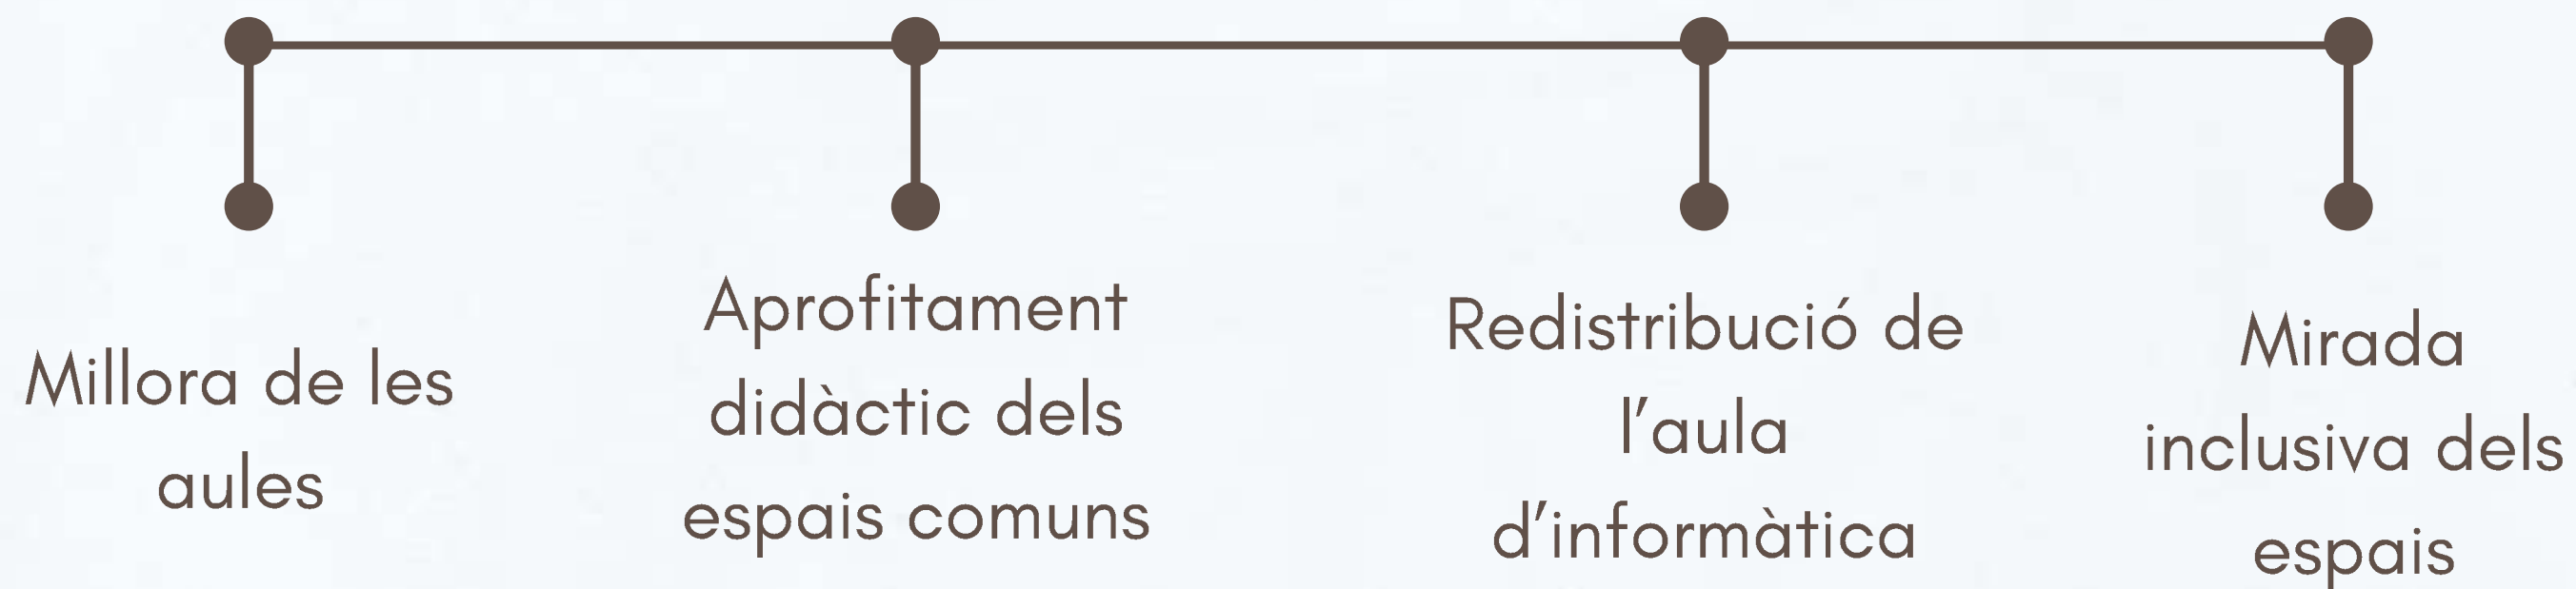 Millora de les
aules
Aprofitament
didàctic dels
espais comuns
Redistribució de
l'aula
d'informàtica
Mirada
inclusiva dels
espais